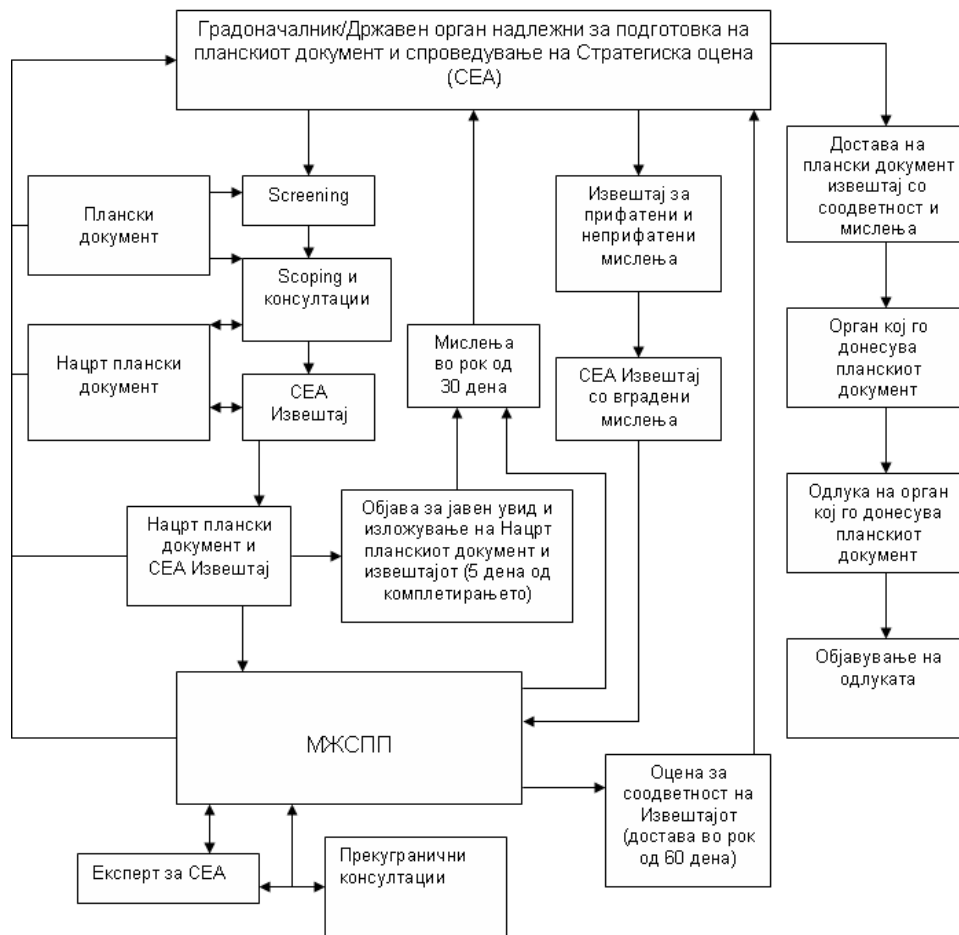 Градоначалник/Државен орган надлежни за подготовка на
планскиот документ и спроведување на Стратегиска оцена
(СЕА)
Screening
Плански
документ
Scoping и
консултации
Нацрт плански
документ
СЕА
Извештај
Нацрт плански
документ и
СЕА Извештај
Објава за јавен увид и
изложување на Нацрт
планскиот документ и
извештајот (5 дена од
комплетирањето)
Мислења
во рок од
30 дена
Извештај за
прифатени и
неприфатени
мислења
СЕА Извештај
со вградени
мислења
Достава на
плански документ
извештај со
соодветност и
мислења
Орган кој го
донесува
планскиот
документ
Одлука на орган
кој го донесува
планскиот
документ
Објавување на
одлуката
МЖСПП
Оцена за
соодветност на
Извештајот
(достава во рок
од 60 дена)
Експерт за СЕА
Прекугранични
консултации